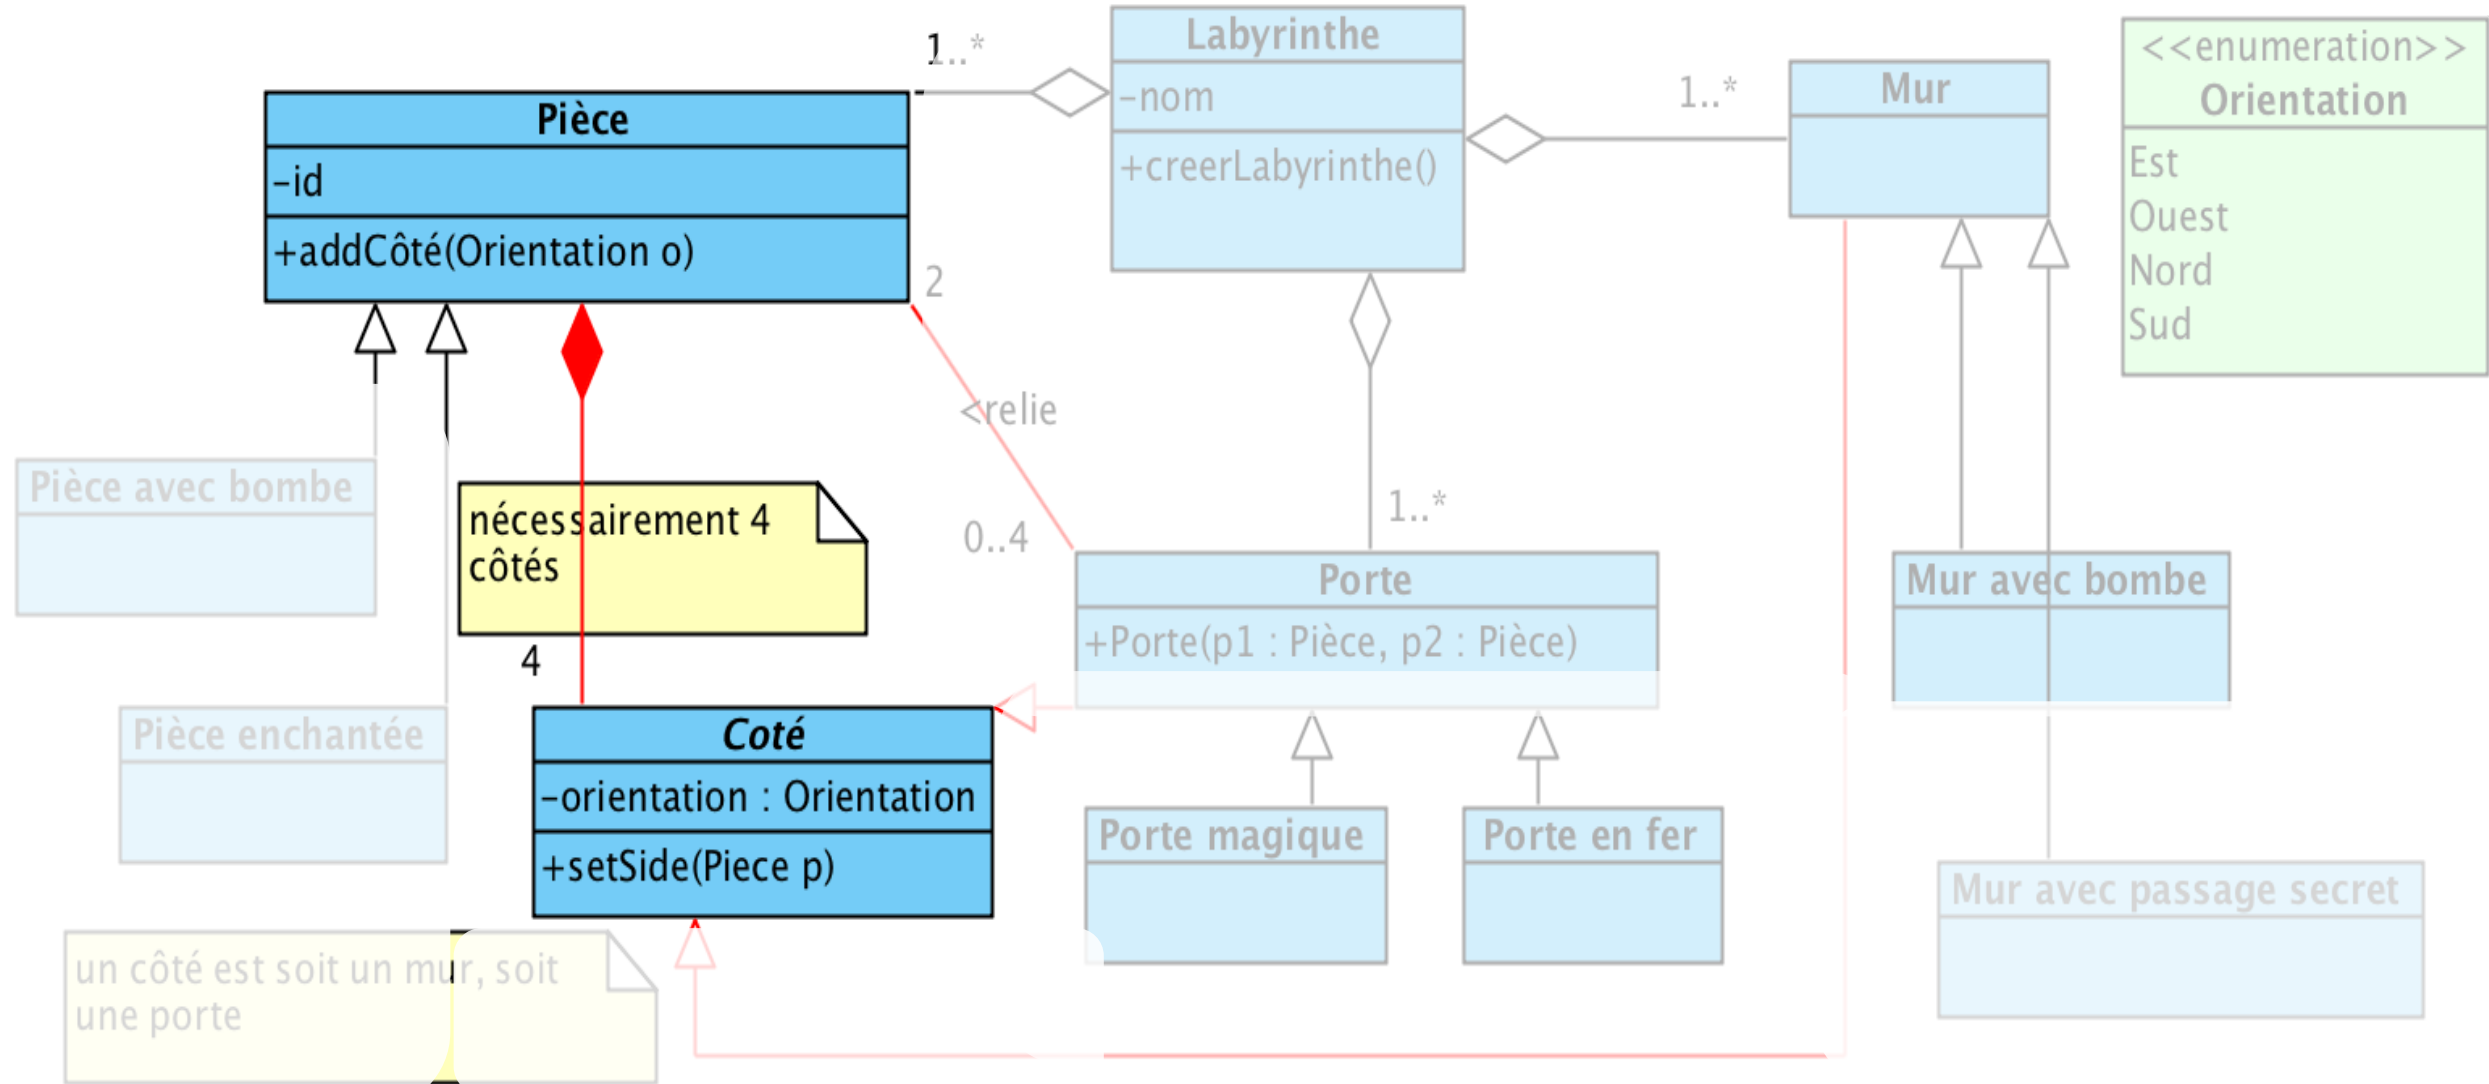 1..*
Labyrinthe
-nom
+creerLabyrinthe()
1..*
Mur
<<enumeration>>
Orientation
Est
Ouest
Nord
Sud
Pièce
-id
+addCôté(Orientation o)
2
<relie
0..4
1..*
Pièce avec bombe
nécessairement 4
côtés
4
Porte
+Porte(p1 : Pièce, p2 : Pièce)
Mur avec bombe
Pièce enchantée
Coté
-orientation : Orientation
+setSide(Piece p)
Porte magique
Porte en fer
Mur avec passage secret
un côté est soit un mur, soit
une porte